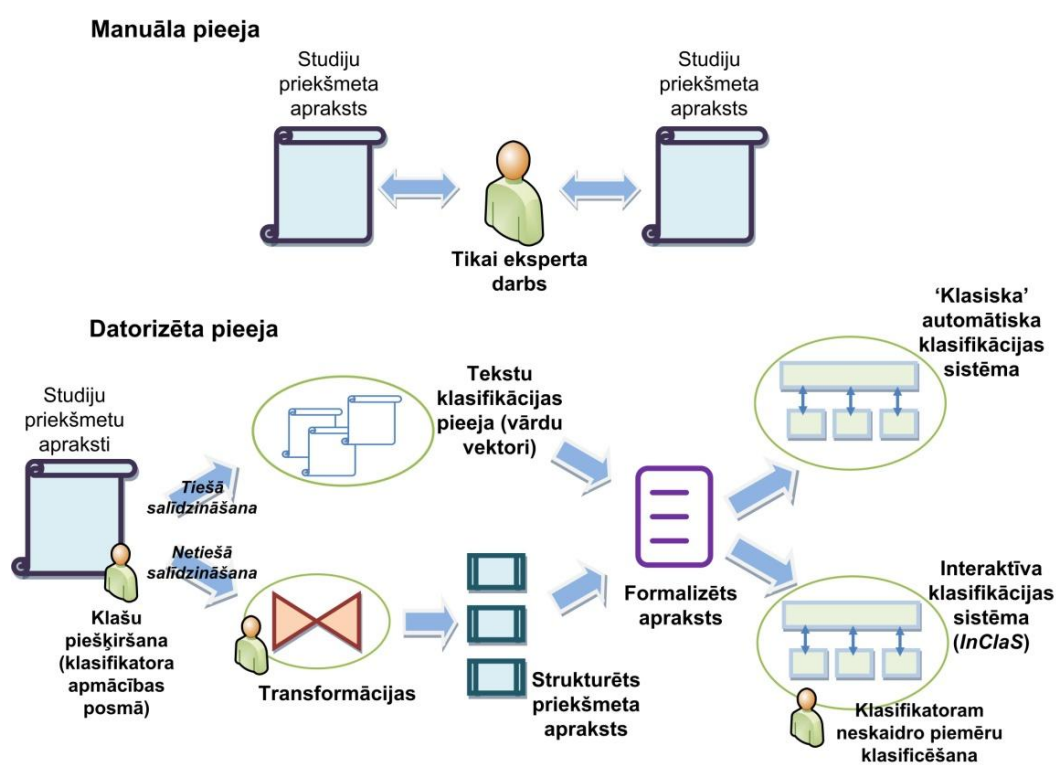 Manuāla pieeja
Studiju
priekšmeta
apraksts
Studiju
priekšmeta
apraksts
Tikai eksperta
darbs
Datorizēta pieeja
Studiju
priekšmetu
apraksti
Tiešā
salīdzināšana
Netiešā
salīdzināšana
Klašu
piešķiršana
(klasifikatora
apmācības
posmā)
Tekstu
klasifikācijas
pieeja (vārdu
vektori)
Transformācijas
Strukturēts
priekšmeta
apraksts
Formalizēts
apraksts
‘Klasiska’
automātiska
klasifikācijas
sistēma
Interaktīva
klasifikācijas
sistēma
(InClaS)
Klasifikatoram
neskaidro piemēru
klasificēšana